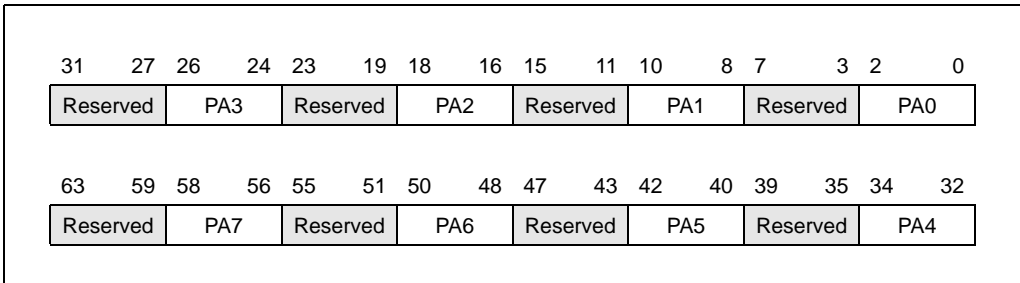 31 27 26 24 23 19 18 16 15 11 10 8 7 3 2 0
Reserved PA3 Reserved PA2 Reserved PA1 Reserved PA0
63 59 58 56 55 51 50 48 47 43 42 40 39 35 34 32
Reserved PA7 Reserved PA6 Reserved PA5 Reserved PA4